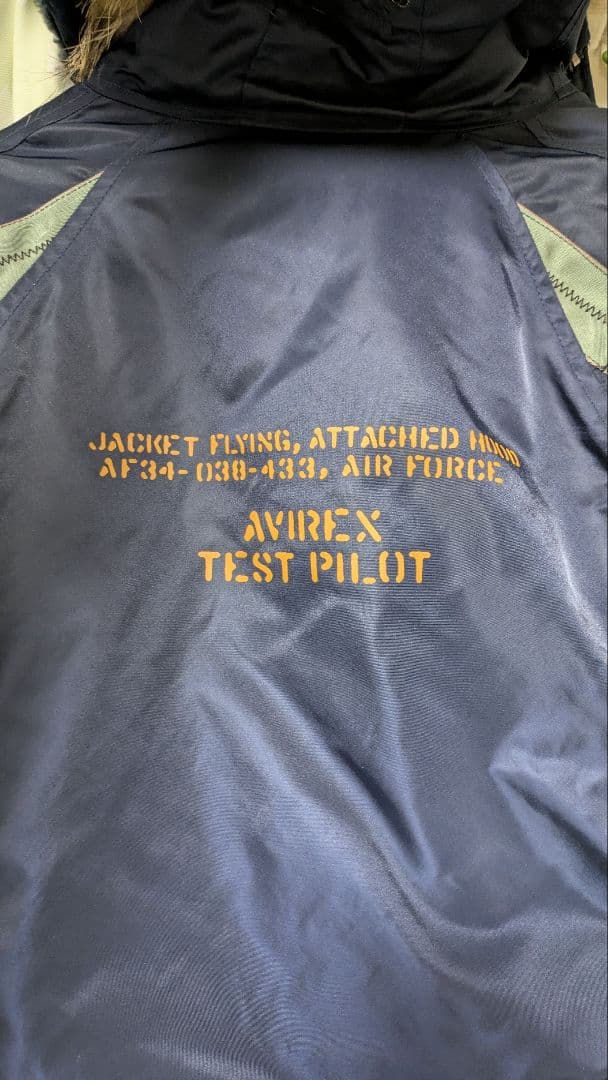 JACKET FLYING, ATTACHED HOOD
AF34-038-433, AIR FORCE
AVIREX
TEST PILOT